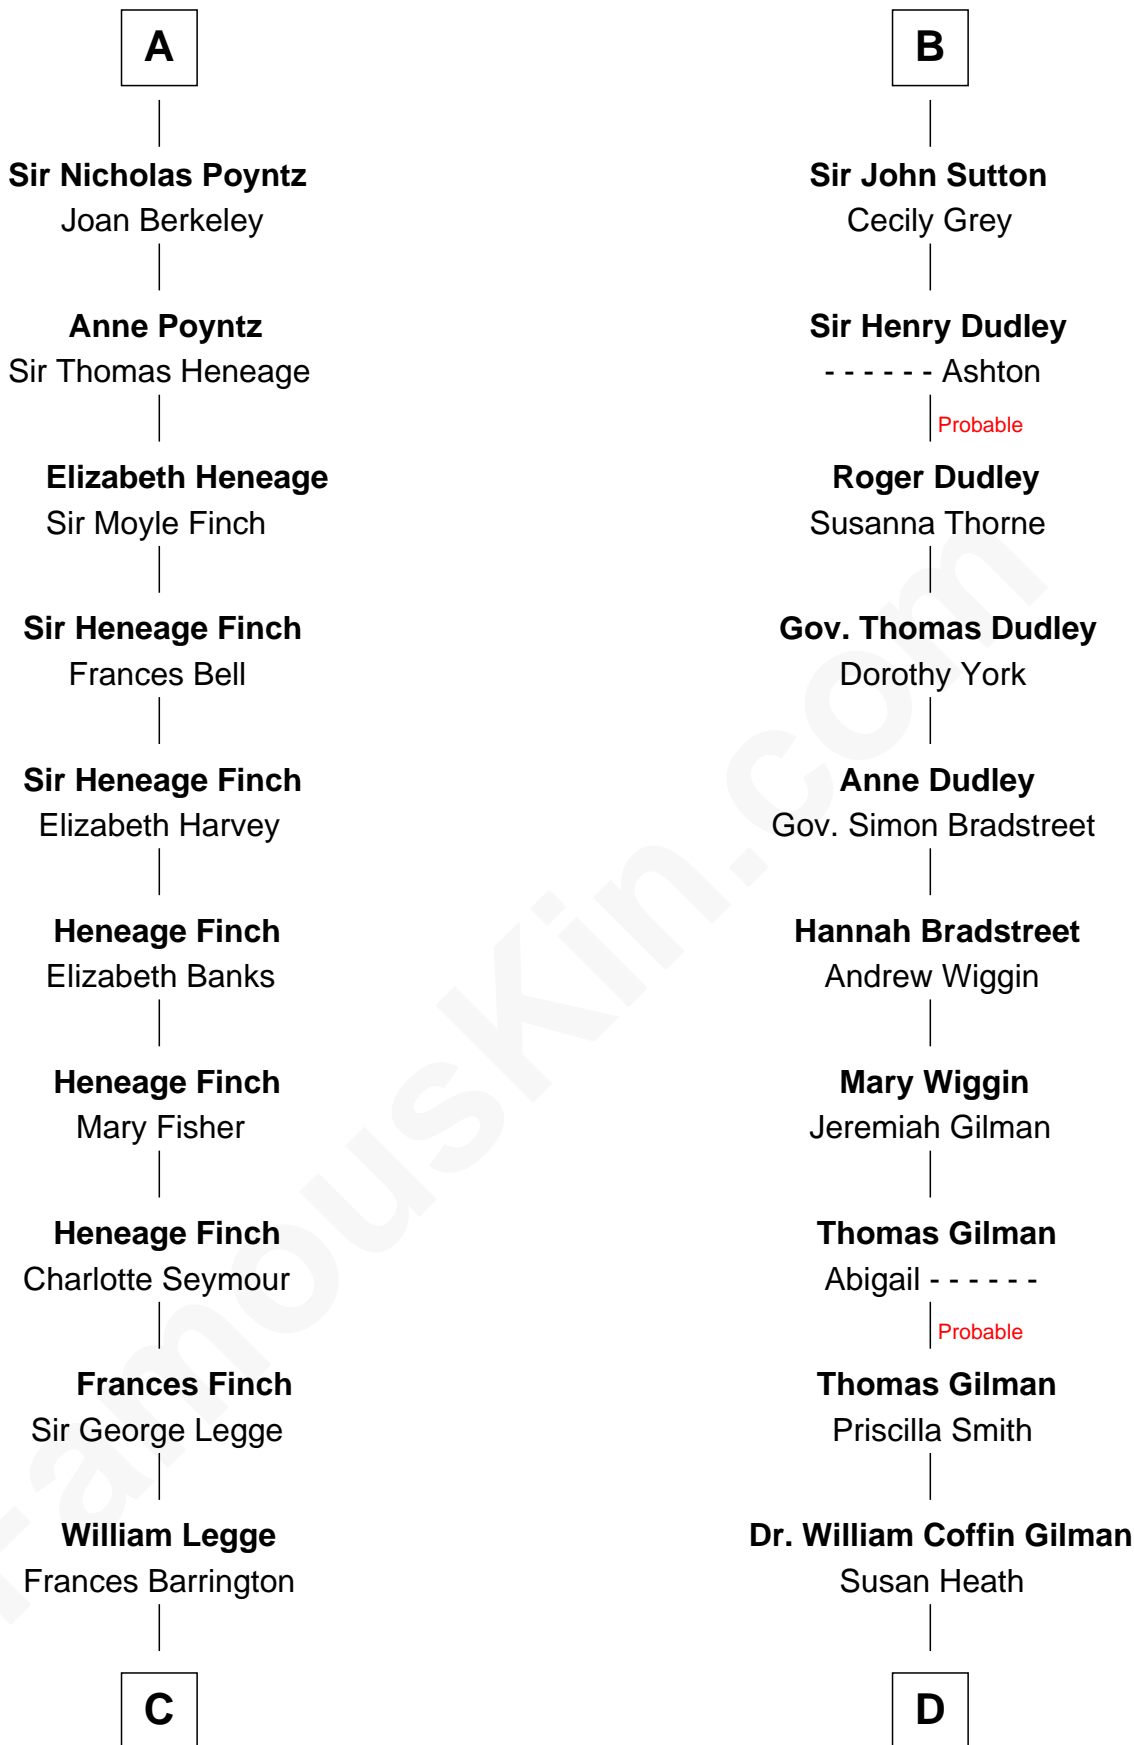 A
Sir Nicholas Poyntz
Joan Berkeley
Anne Poyntz
Sir Thomas Heneage
Elizabeth Heneage
Sir Moyle Finch
Sir Heneage Finch
Frances Bell
Sir Heneage Finch
Elizabeth Harvey
Heneage Finch
Elizabeth Banks
Heneage Finch
Mary Fisher
Heneage Finch
Charlotte Seymour
Frances Finch
Sir George Legge
William Legge
Frances Barrington
C
B
Sir John Sutton
Cecily Grey
Sir Henry Dudley
- - - - - - Ashton
Probable
Roger Dudley
Susanna Thorne
Gov. Thomas Dudley
Dorothy York
Anne Dudley
Gov. Simon Bradstreet
Hannah Bradstreet
Andrew Wiggin
Mary Wiggin
Jeremiah Gilman
Thomas Gilman
Abigail - - - - - -
Probable
Thomas Gilman
Priscilla Smith
Dr. William Coffin Gilman
Susan Heath
D
FamousKin.com